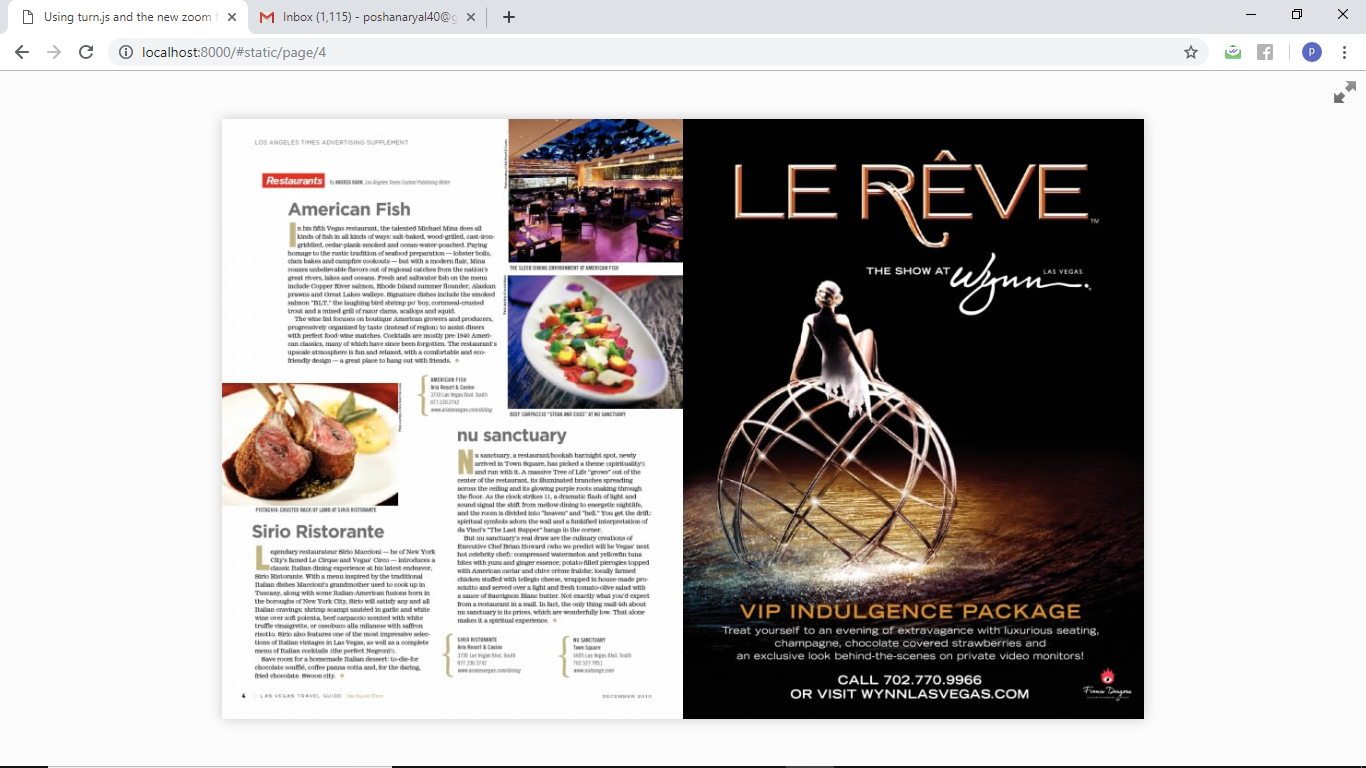 Using turn.js and the new zoom f
Inbox (1,115) - poshanaryal40@g
localhost:8000/#static/page/4
P
LOS ANGELES TIMES ADVERTISING SUPPLEMENT
Restaurants by ANDREA KAHN, Los Angeles Times Custom Publishing Writer
American Fish
In his fifth Vegas restaurant, the talented Michael Mina does all
kinds of fish in all kinds of ways: salt-baked, wood-grilled, cast-iron-
griddled, cedar-plank-smoked and ocean-water-poached. Paying
homage to the rustic tradition of seafood preparation — lobster boils,
clam bakes and campfire cookouts — but with a modern flair, Mina
coaxes unbelievable flavors out of regional catches from the nation's
great rivers, lakes and oceans. Fresh and saltwater fish on the menu
include Copper River salmon, Rhode Island summer flounder, Alaskan
prawns and Great Lakes walleye. Signature dishes include the smoked
salmon "BLT," the laughing bird shrimp po' boy, cornmeal-crusted
trout and a mixed grill of razor clams, scallops and squid.
The wine list focuses on boutique American growers and producers,
progressively organized by taste (instead of region) to assist diners
with perfect food-wine matches. Cocktails are mostly pre-1940 Ameri-
can classics, many of which have since been forgotten. The restaurant's
upscale atmosphere is fun and relaxed, with a comfortable and eco-
friendly design — a great place to hang out with friends.
AMERICAN FISH
Aria Resort & Casino
3730 Las Vegas Blvd. South
877.230.2742
www.arialasvegas.com/dining
THE SLEEK DINING ENVIRONMENT AT AMERICAN FISH
BEEF CARPACCIO "STEAK AND EGGS" AT NU SANCTUARY
PISTACHIO-CRUSTED RACK OF LAMB AT SIRIO RISTORANTE
Sirio Ristorante
Legendary restaurateur Sirio Maccioni — he of New York
City's famed Le Cirque and Vegas' Circo — introduces a
classic Italian dining experience at his latest endeavor,
Sirio Ristorante. With a menu inspired by the traditional
Italian dishes Maccioni's grandmother used to cook up in
Tuscany, along with some Italian-American fusions born in
the boroughs of New York City, Sirio will satisfy any and all
Italian cravings: shrimp scampi sautéed in garlic and white
wine over soft polenta, beef carpaccio scented with white
truffle vinaigrette, or ossobuco alla milanese with saffron
risotto. Sirio also features one of the most impressive selec-
tions of Italian vintages in Las Vegas, as well as a complete
menu of Italian cocktails (the perfect Negroni!).
Save room for a homemade Italian dessert: to-die-for
chocolate soufflé, coffee panna cotta and, for the daring,
fried chocolate. Swoon city.
nu sanctuary
Nu sanctuary, a restaurant/hookah bar/night spot, newly
arrived in Town Square, has picked a theme (spirituality!)
and run with it. A massive Tree of Life "grows" out of the
center of the restaurant, its illuminated branches spreading
across the ceiling and its glowing purple roots snaking through
the floor. As the clock strikes 11, a dramatic flash of light and
sound signal the shift from mellow dining to energetic nightlife,
and the room is divided into "heaven" and "hell." You get the drift:
spiritual symbols adorn the wall and a funkified interpretation of
da Vinci's "The Last Supper" hangs in the corner.
But nu sanctuary's real draw are the culinary creations of
Executive Chef Brian Howard (who we predict will be Vegas' next
hot celebrity chef): compressed watermelon and yellowfin tuna
bites with yuzu and ginger essence; potato-filled pierogies topped
with American caviar and chive crème fraîche; locally farmed
chicken stuffed with tellegio cheese, wrapped in house-made pro-
sciutto and served over a light and fresh tomato-olive salad with
a sauce of Sauvignon Blanc butter. Not exactly what you'd expect
from a restaurant in a mall. In fact, the only thing mall-ish about
nu sanctuary is its prices, which are wonderfully low. That alone
makes it a spiritual experience.
SIRIO RISTORANTE
Aria Resort & Casino
3730 Las Vegas Blvd. South
877.230.2742
www.arialasvegas.com/dining
NU SANCTUARY
Town Square
6605 Las Vegas Blvd. South
702.527.7851
4 | LAS VEGAS TRAVEL GUIDE Los Angeles Times
DECEMBER 2010
LE RÊVE ™
THE SHOW AT Wynn LAS VEGAS
VIP INDULGENCE PACKAGE
Treat yourself to an evening of extravagance with luxurious seating,
champagne, chocolate covered strawberries and
an exclusive look behind-the-scenes on private video monitors!
CALL 702.770.9966
OR VISIT WYNNLASVEGAS.COM
Franco Dragone